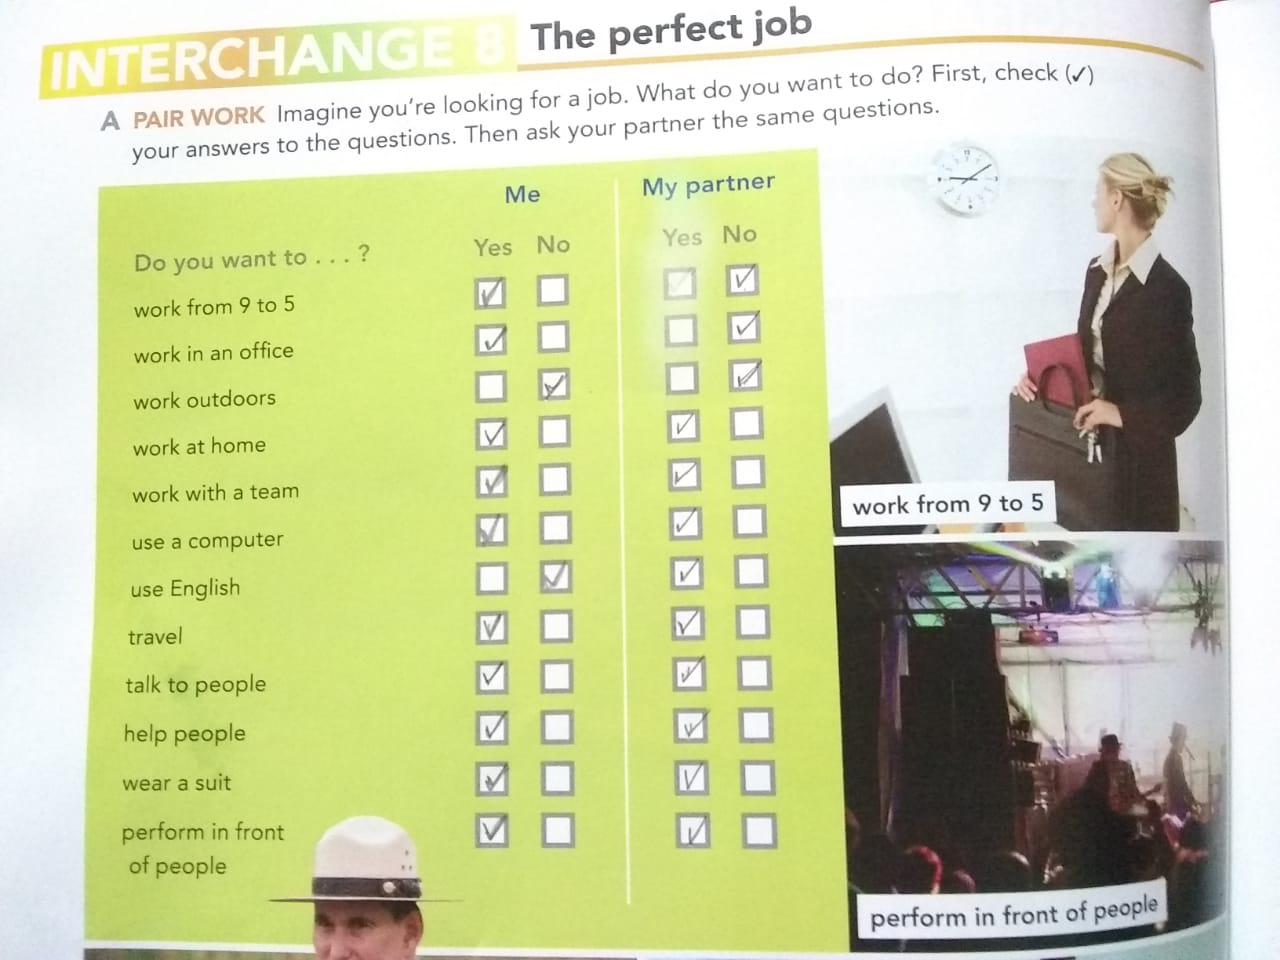 INTERCHANGE 8 The perfect job
A PAIR WORK Imagine you're looking for a job. What do you want to do? First, check (✓)
your answers to the questions. Then ask your partner the same questions.
Me My partner
Do you want to . . . ? Yes No Yes No
work from 9 to 5
work in an office
work outdoors
work at home
work with a team
use a computer
use English
travel
talk to people
help people
wear a suit
perform in front
of people
work from 9 to 5
perform in front of people